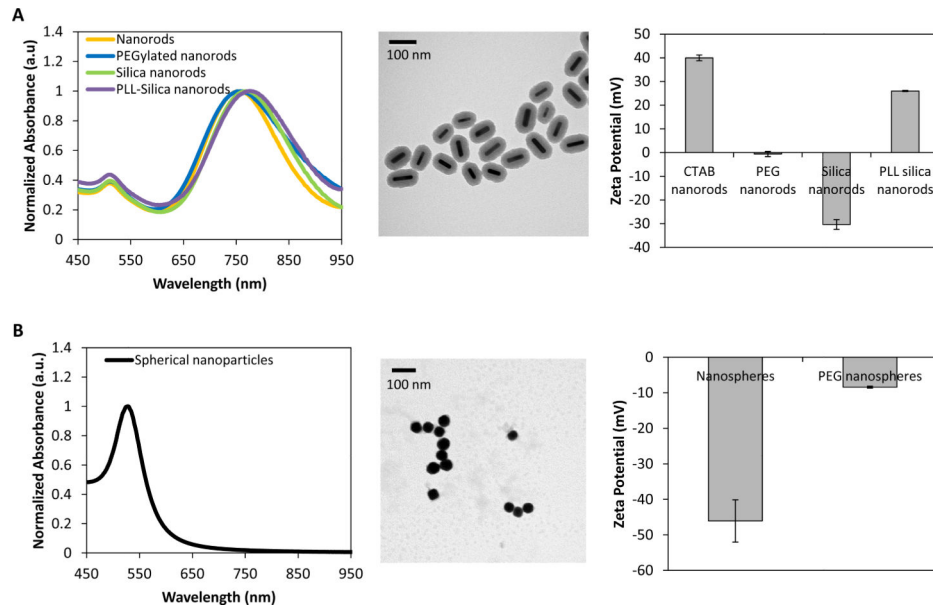 A
Normalized Absorbance (a.u)
1.4
1.2
1
0.8
0.6
0.4
0.2
0
450 550 650 750 850 950
Wavelength (nm)
Nanorods
PEGylated nanorods
Silica nanorods
PLL-Silica nanorods
100 nm
Zeta Potential (mV)
50
40
30
20
10
0
-10
-20
-30
-40
CTAB nanorods
PEG nanorods
Silica nanorods
PLL silica nanorods
B
Normalized Absorbance (a.u.)
1.4
1.2
1
0.8
0.6
0.4
0.2
0
450 550 650 750 850 950
Wavelength (nm)
Spherical nanoparticles
100 nm
Zeta Potential (mV)
0
-10
-20
-30
-40
-50
-60
Nanospheres
PEG nanospheres